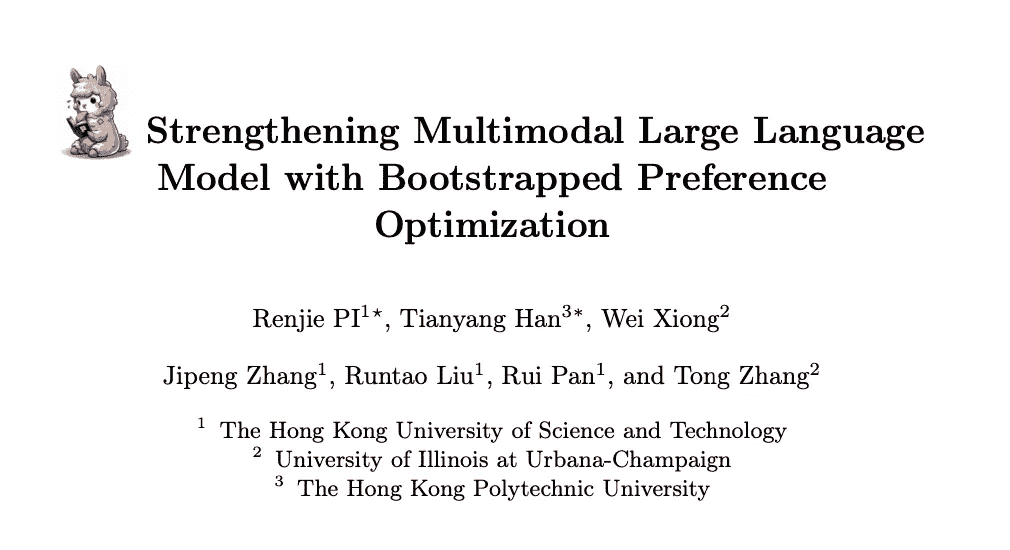 Strengthening Multimodal Large Language
Model with Bootstrapped Preference
Optimization
Renjie PI¹⋆, Tianyang Han³*, Wei Xiong²
Jipeng Zhang¹, Runtao Liu¹, Rui Pan¹, and Tong Zhang²
¹ The Hong Kong University of Science and Technology
² University of Illinois at Urbana-Champaign
³ The Hong Kong Polytechnic University